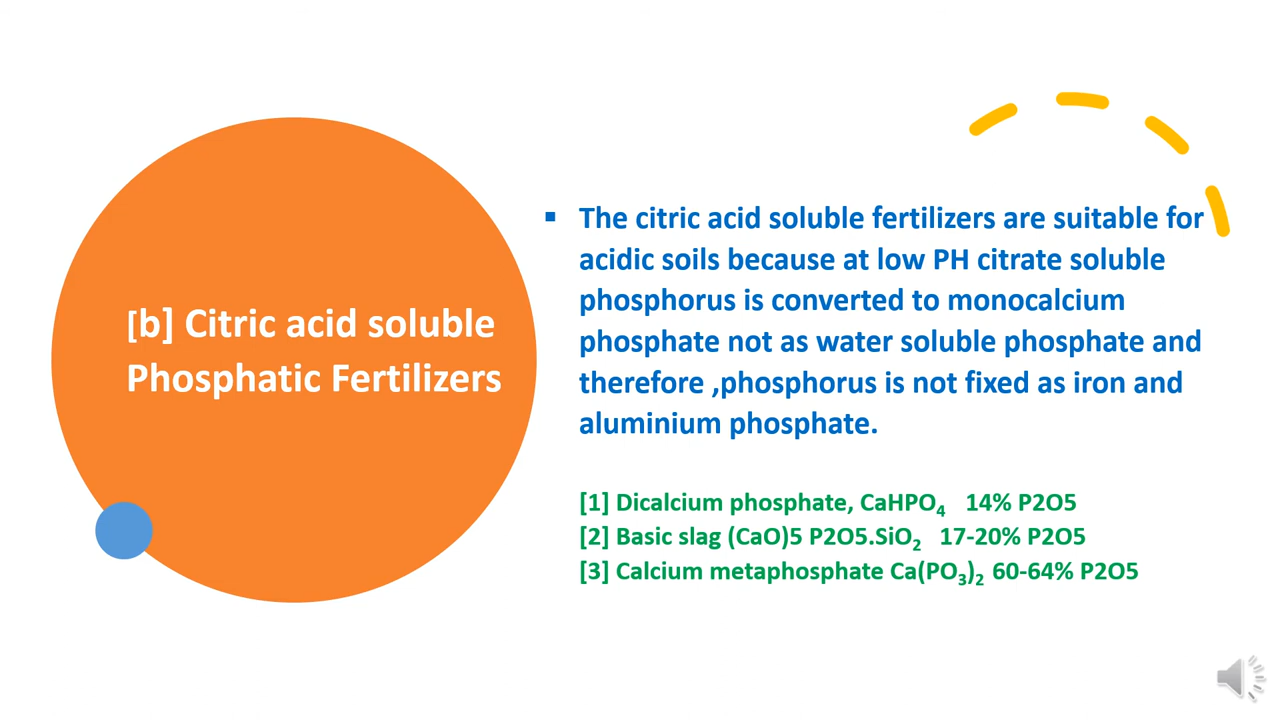 [b] Citric acid soluble
Phosphatic Fertilizers
▪ The citric acid soluble fertilizers are suitable for
acidic soils because at low PH citrate soluble
phosphorus is converted to monocalcium
phosphate not as water soluble phosphate and
therefore ,phosphorus is not fixed as iron and
aluminium phosphate.
[1] Dicalcium phosphate, CaHPO₄ 14% P2O5
[2] Basic slag (CaO)5 P2O5.SiO₂ 17-20% P2O5
[3] Calcium metaphosphate Ca(PO₃)₂ 60-64% P2O5